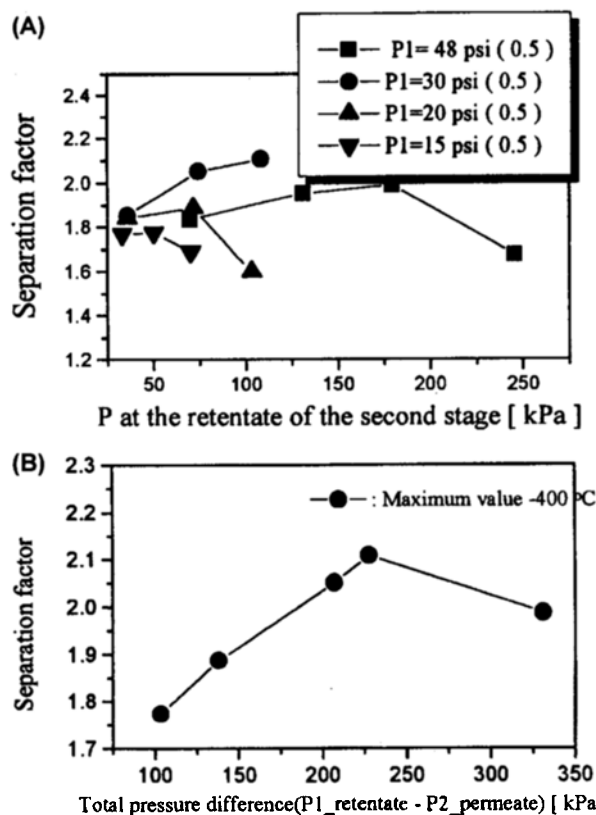 (A)
P1= 48 psi ( 0.5 )
P1=30 psi ( 0.5 )
P1=20 psi ( 0.5 )
P1=15 psi ( 0.5 )
2.4
2.2
2.0
1.8
1.6
1.4
1.2
Separation factor
50 100 150 200 250
P at the retentate of the second stage [ kPa ]
(B)
2.3
2.2
2.1
2.0
1.9
1.8
1.7
: Maximum value -400 ºC
Separation factor
100 150 200 250 300 350
Total pressure difference(P1_retentate - P2_permeate) [ kPa